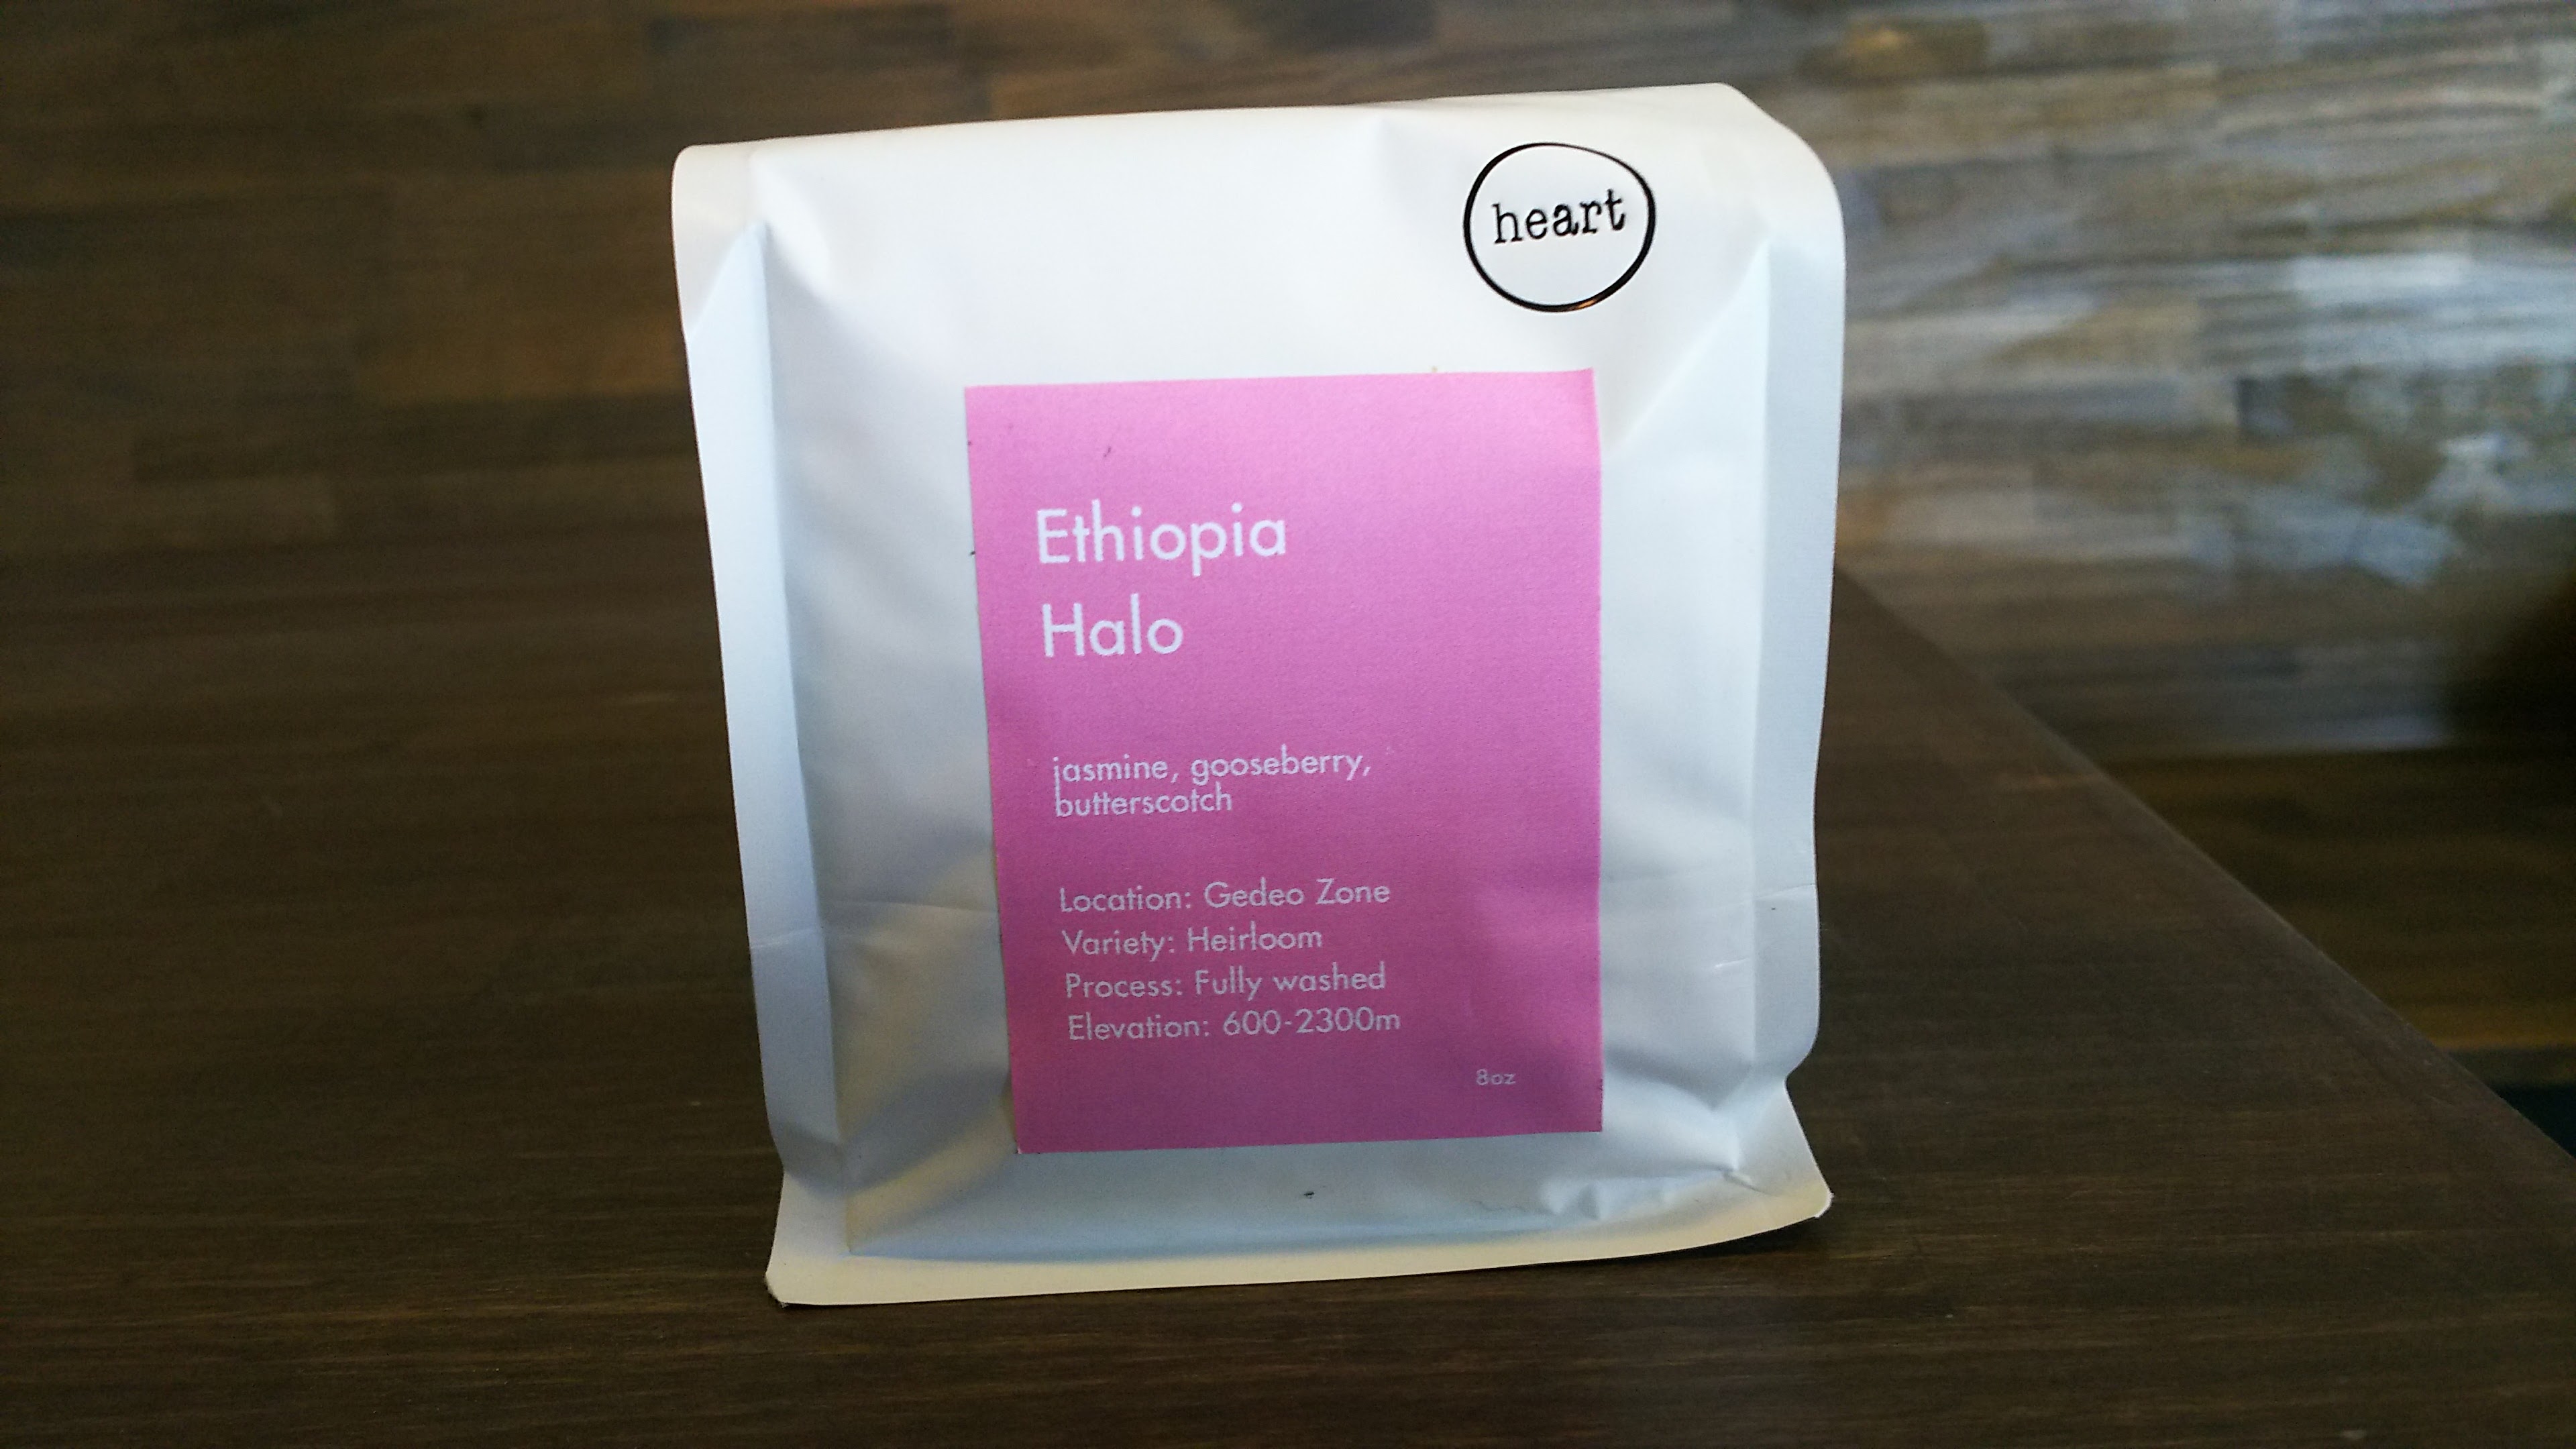 heart
Ethiopia
Halo
jasmine, gooseberry,
butterscotch
Location: Gedeo Zone
Variety: Heirloom
Process: Fully washed
Elevation: 600-2300m
8oz